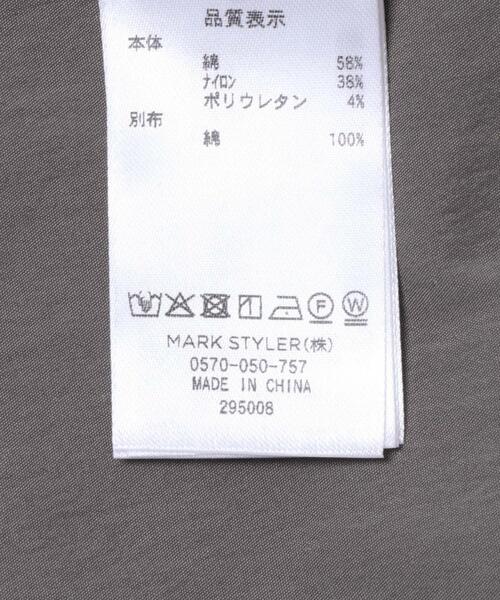 品質表示
本体
綿 58%
ナイロン 38%
ポリウレタン 4%
別布
綿 100%
F W
MARK STYLER(株)
0570-050-757
MADE IN CHINA
295008